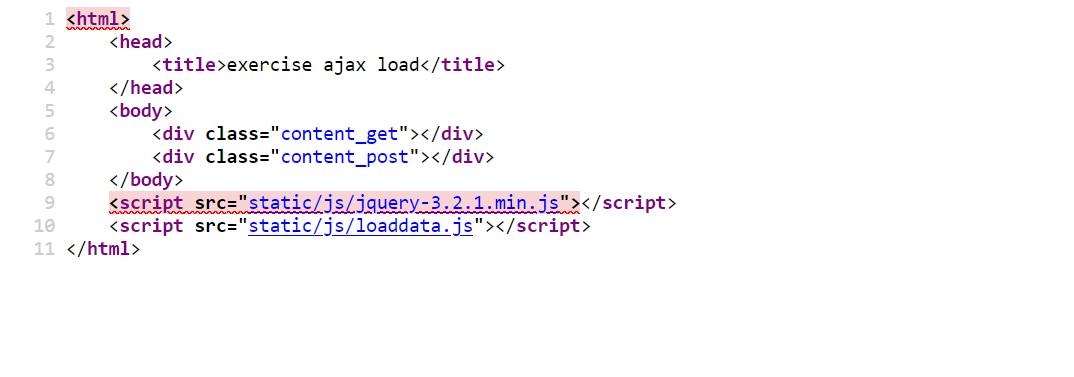 1 <html>
2 <head>
3 <title>exercise ajax load</title>
4 </head>
5 <body>
6 <div class="content_get"></div>
7 <div class="content_post"></div>
8 </body>
9 <script src="static/js/jquery-3.2.1.min.js"></script>
10 <script src="static/js/loaddata.js"></script>
11 </html>